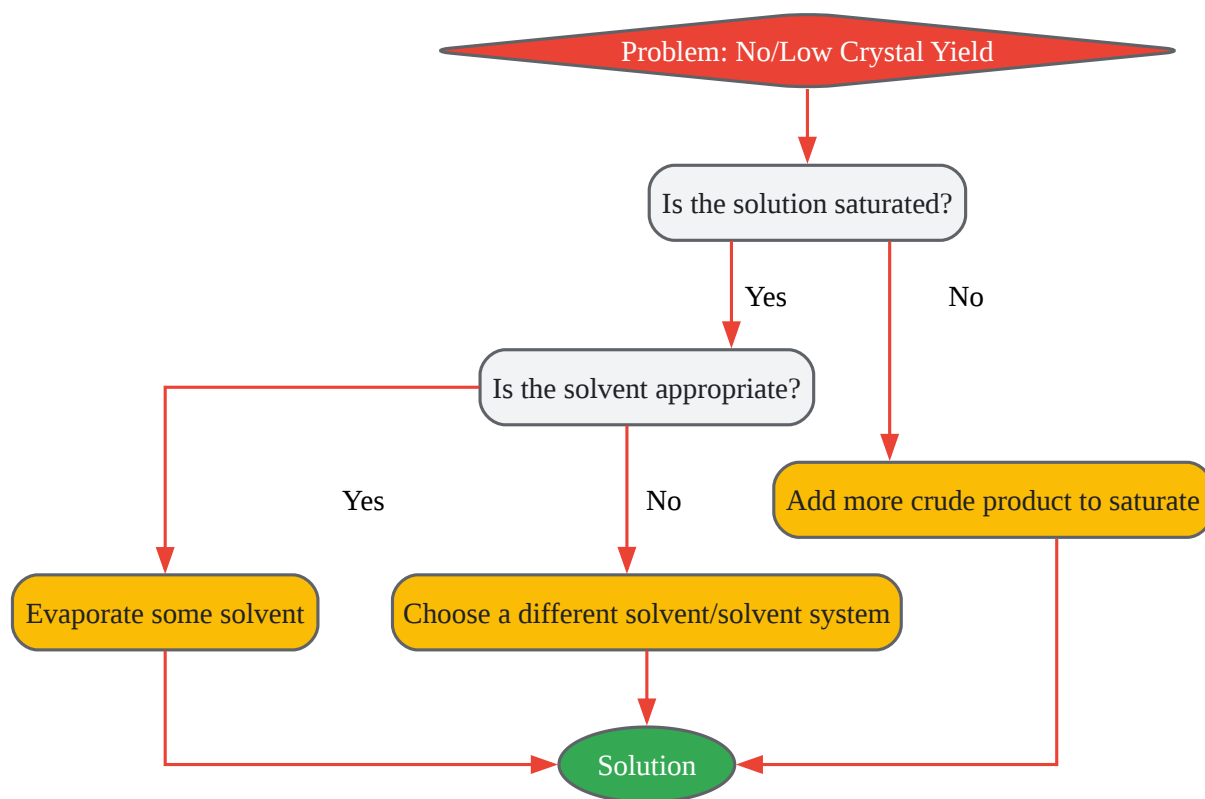 Problem: No/Low Crystal Yield
Is the solution saturated?
Yes
No
Is the solvent appropriate?
Yes
No
Add more crude product to saturate
Evaporate some solvent
Choose a different solvent/solvent system
Solution